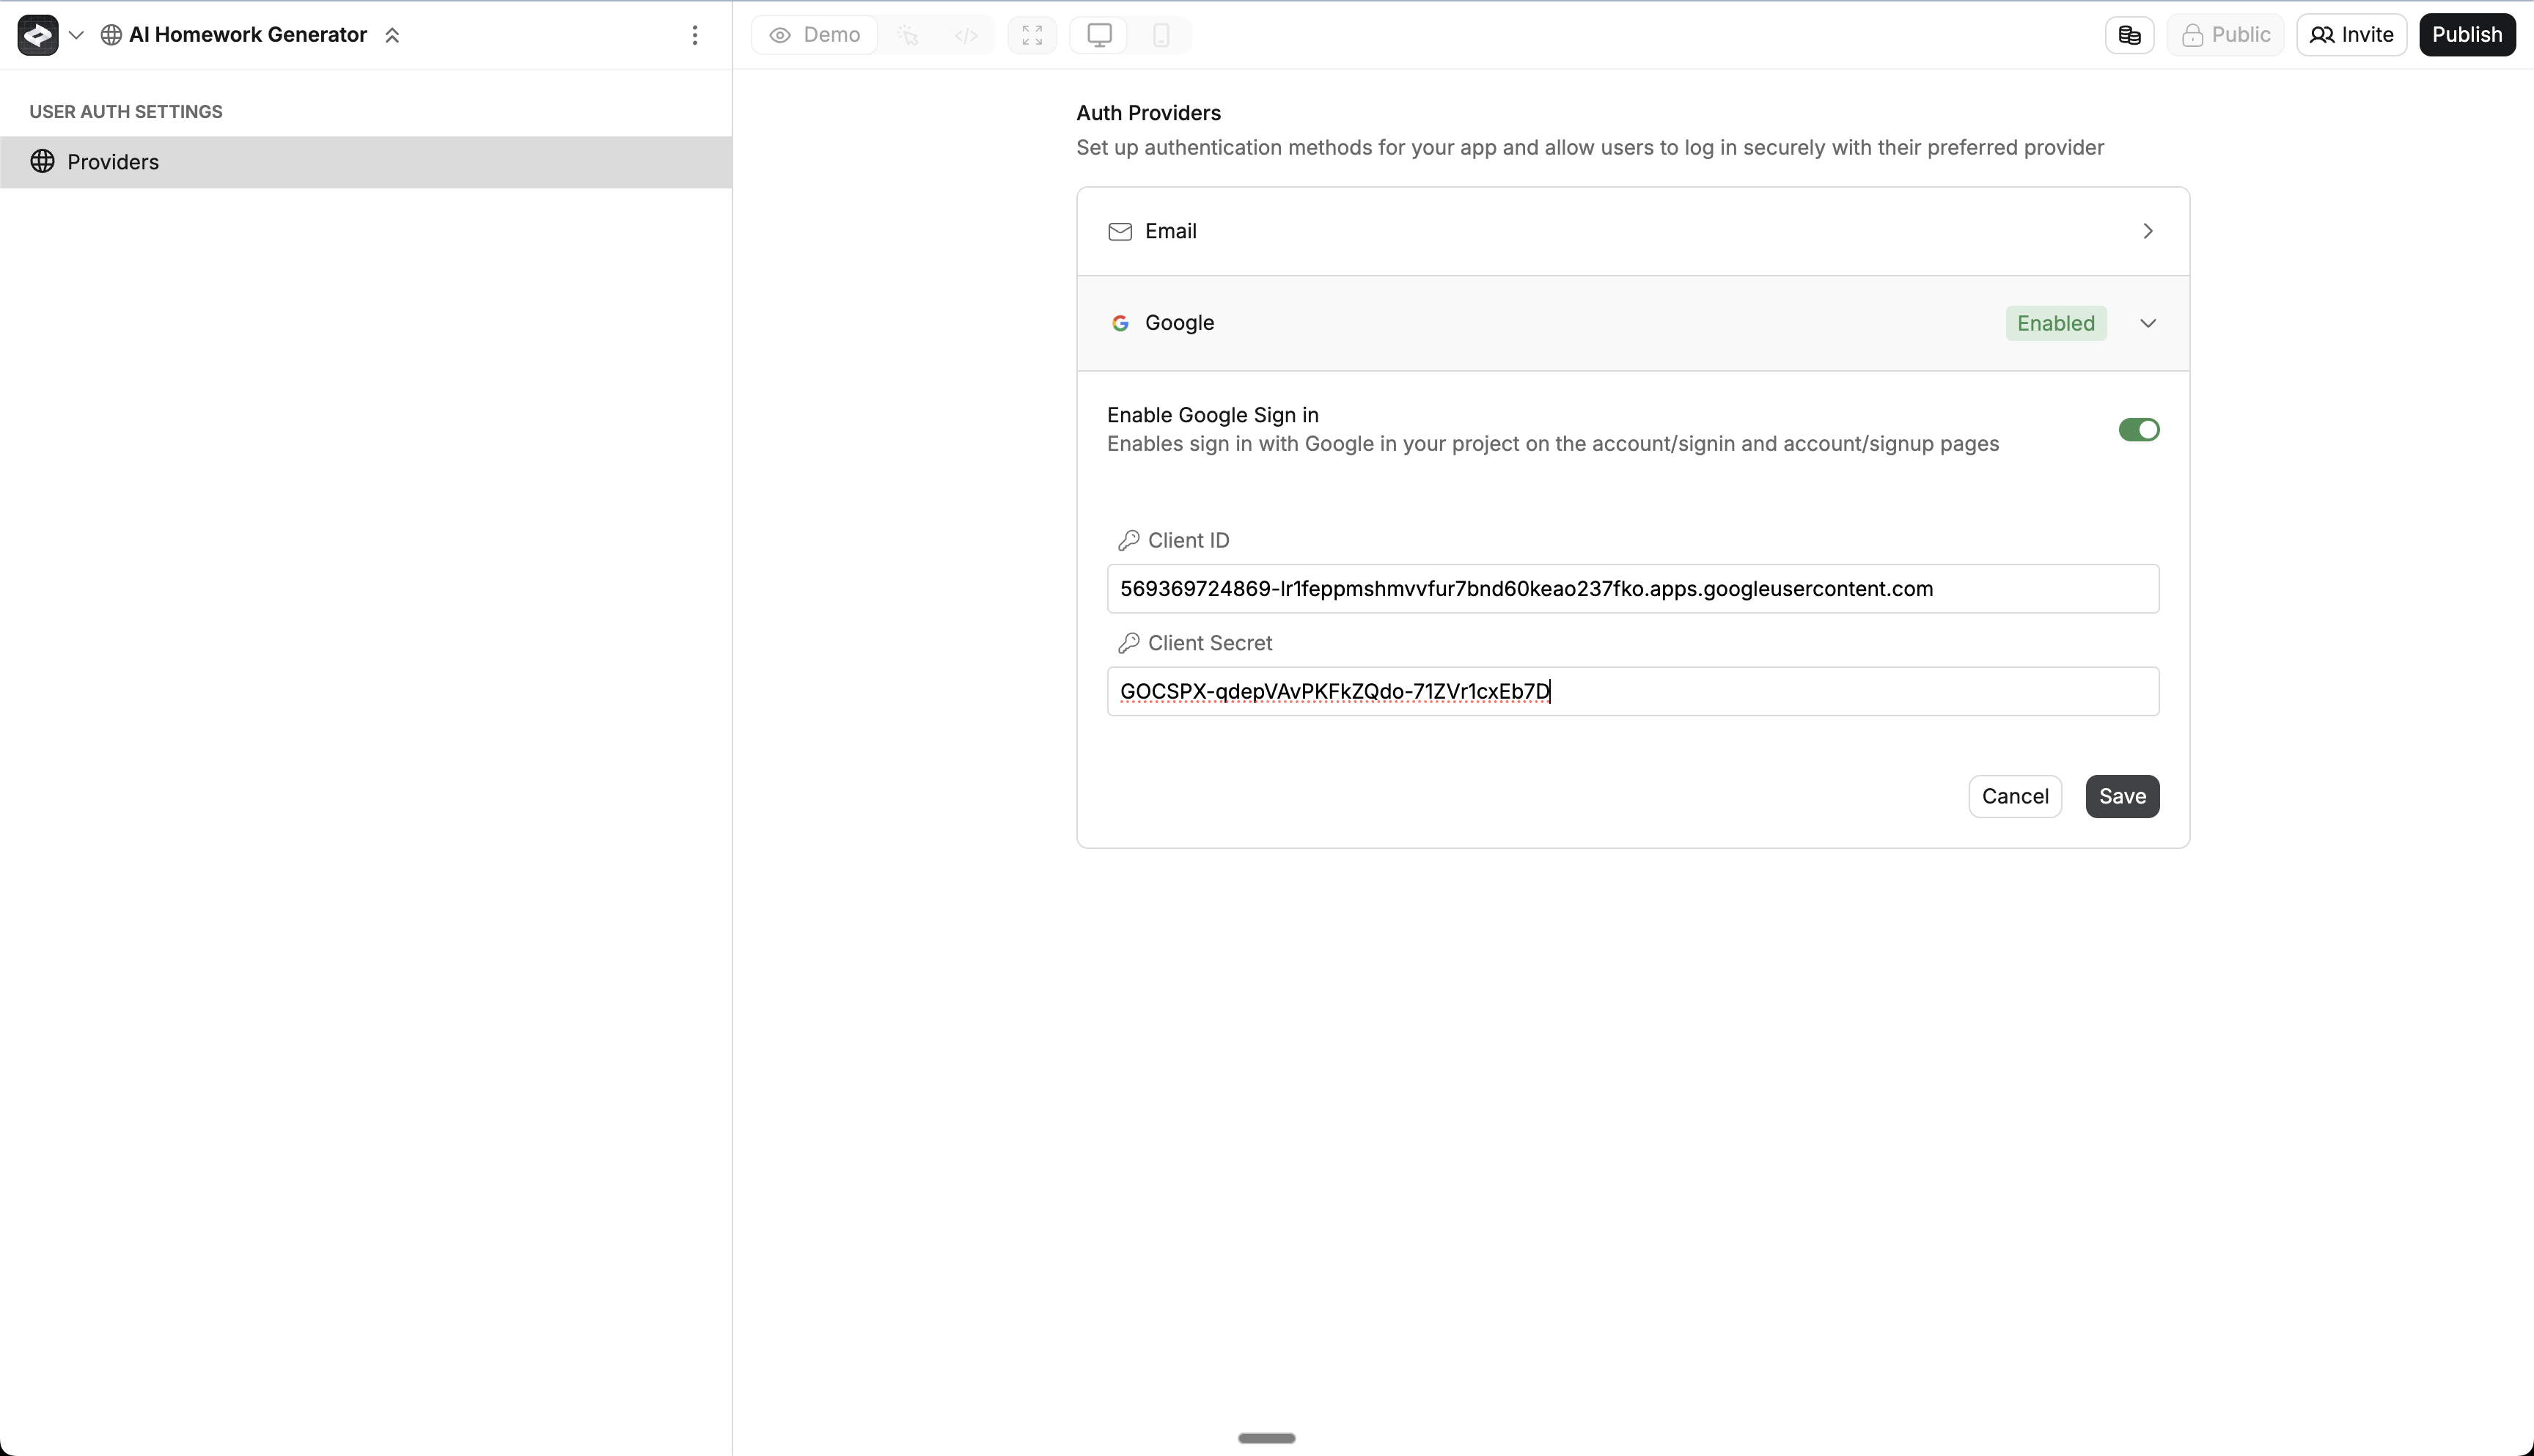 AI Homework Generator
Demo
Public
Invite
Publish
USER AUTH SETTINGS
Providers
Auth Providers
Set up authentication methods for your app and allow users to log in securely with their preferred provider
Email
Google
Enabled
Enable Google Sign in
Enables sign in with Google in your project on the account/signin and account/signup pages
Client ID
569369724869-lr1feppmshmvvfur7bnd60keao237fko.apps.googleusercontent.com
Client Secret
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
Cancel
Save